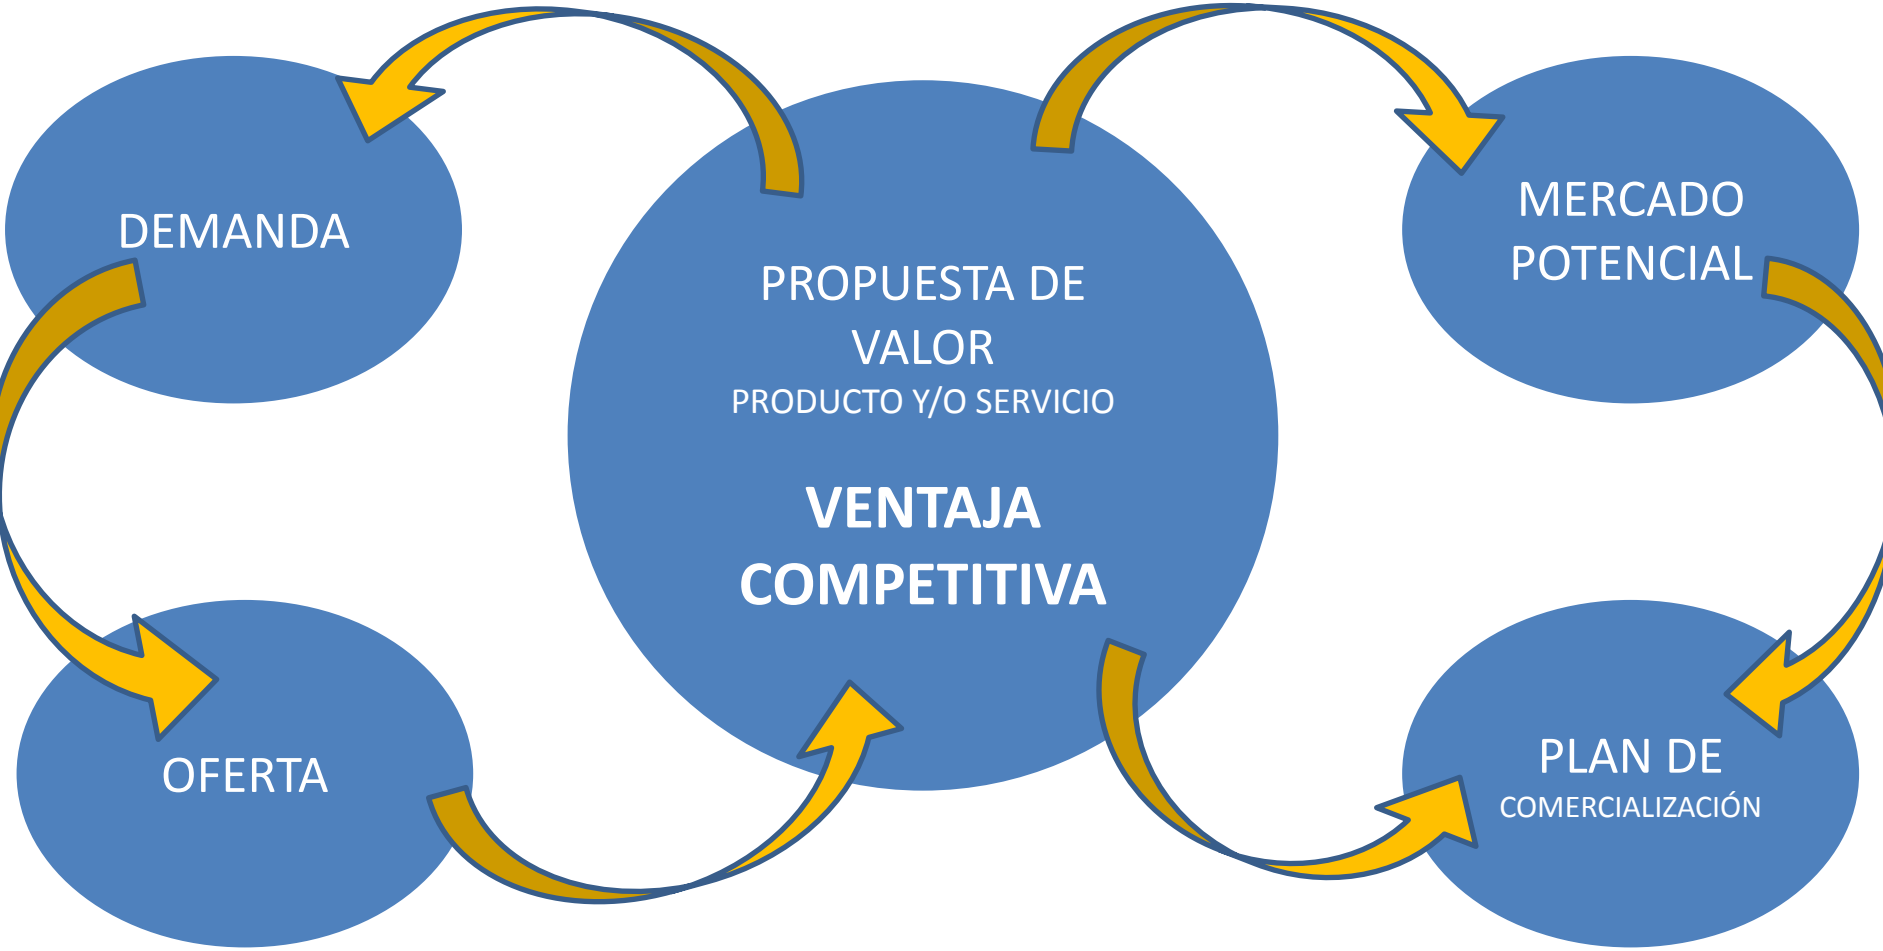 DEMANDA
PROPUESTA DE
VALOR
PRODUCTO Y/O SERVICIO
VENTAJA
COMPETITIVA
MERCADO
POTENCIAL
OFERTA
PLAN DE
COMERCIALIZACIÓN